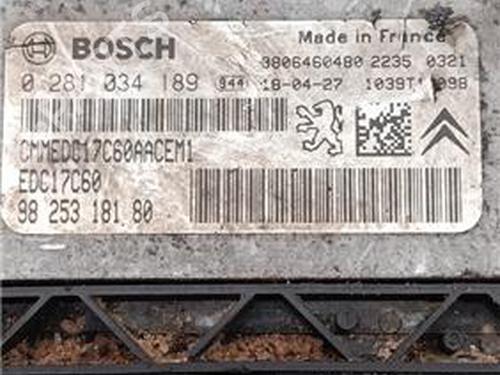 BOSCH
Made in France
3806460480 2235 0321
0 281 034 189 944 18-04-27
CMMEDC17C60AACEM1
EDC17C60
98 253 181 80